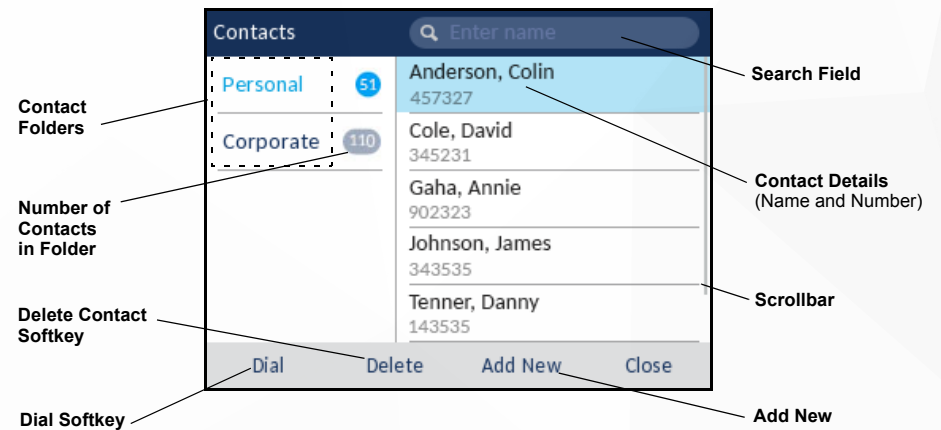 Contacts
Enter name
Personal 51
Corporate 110
Anderson, Colin
457327
Cole, David
345231
Gaha, Annie
902323
Johnson, James
343535
Tenner, Danny
143535
Dial Delete Add New Close
Contact
Folders
Number of
Contacts
in Folder
Delete Contact
Softkey
Dial Softkey
Search Field
Contact Details
(Name and Number)
Scrollbar
Add New